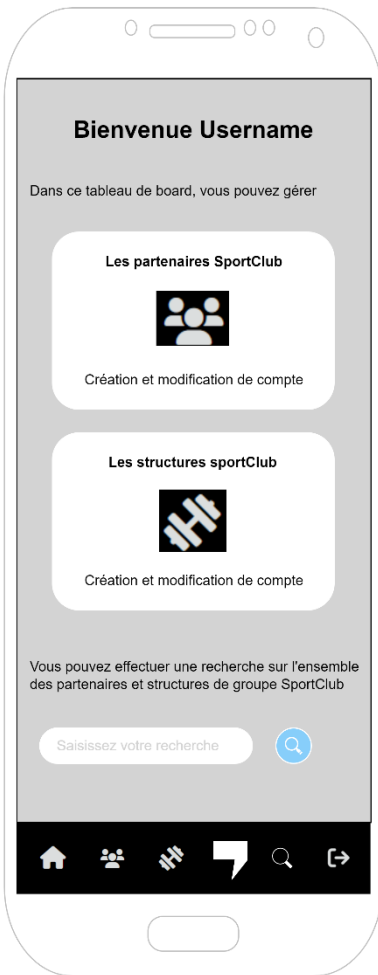 Bienvenue Username
Dans ce tableau de board, vous pouvez gérer
Les partenaires SportClub
Création et modification de compte
Les structures sportClub
Création et modification de compte
Vous pouvez effectuer une recherche sur l'ensemble
des partenaires et structures de groupe SportClub
Saisissez votre recherche